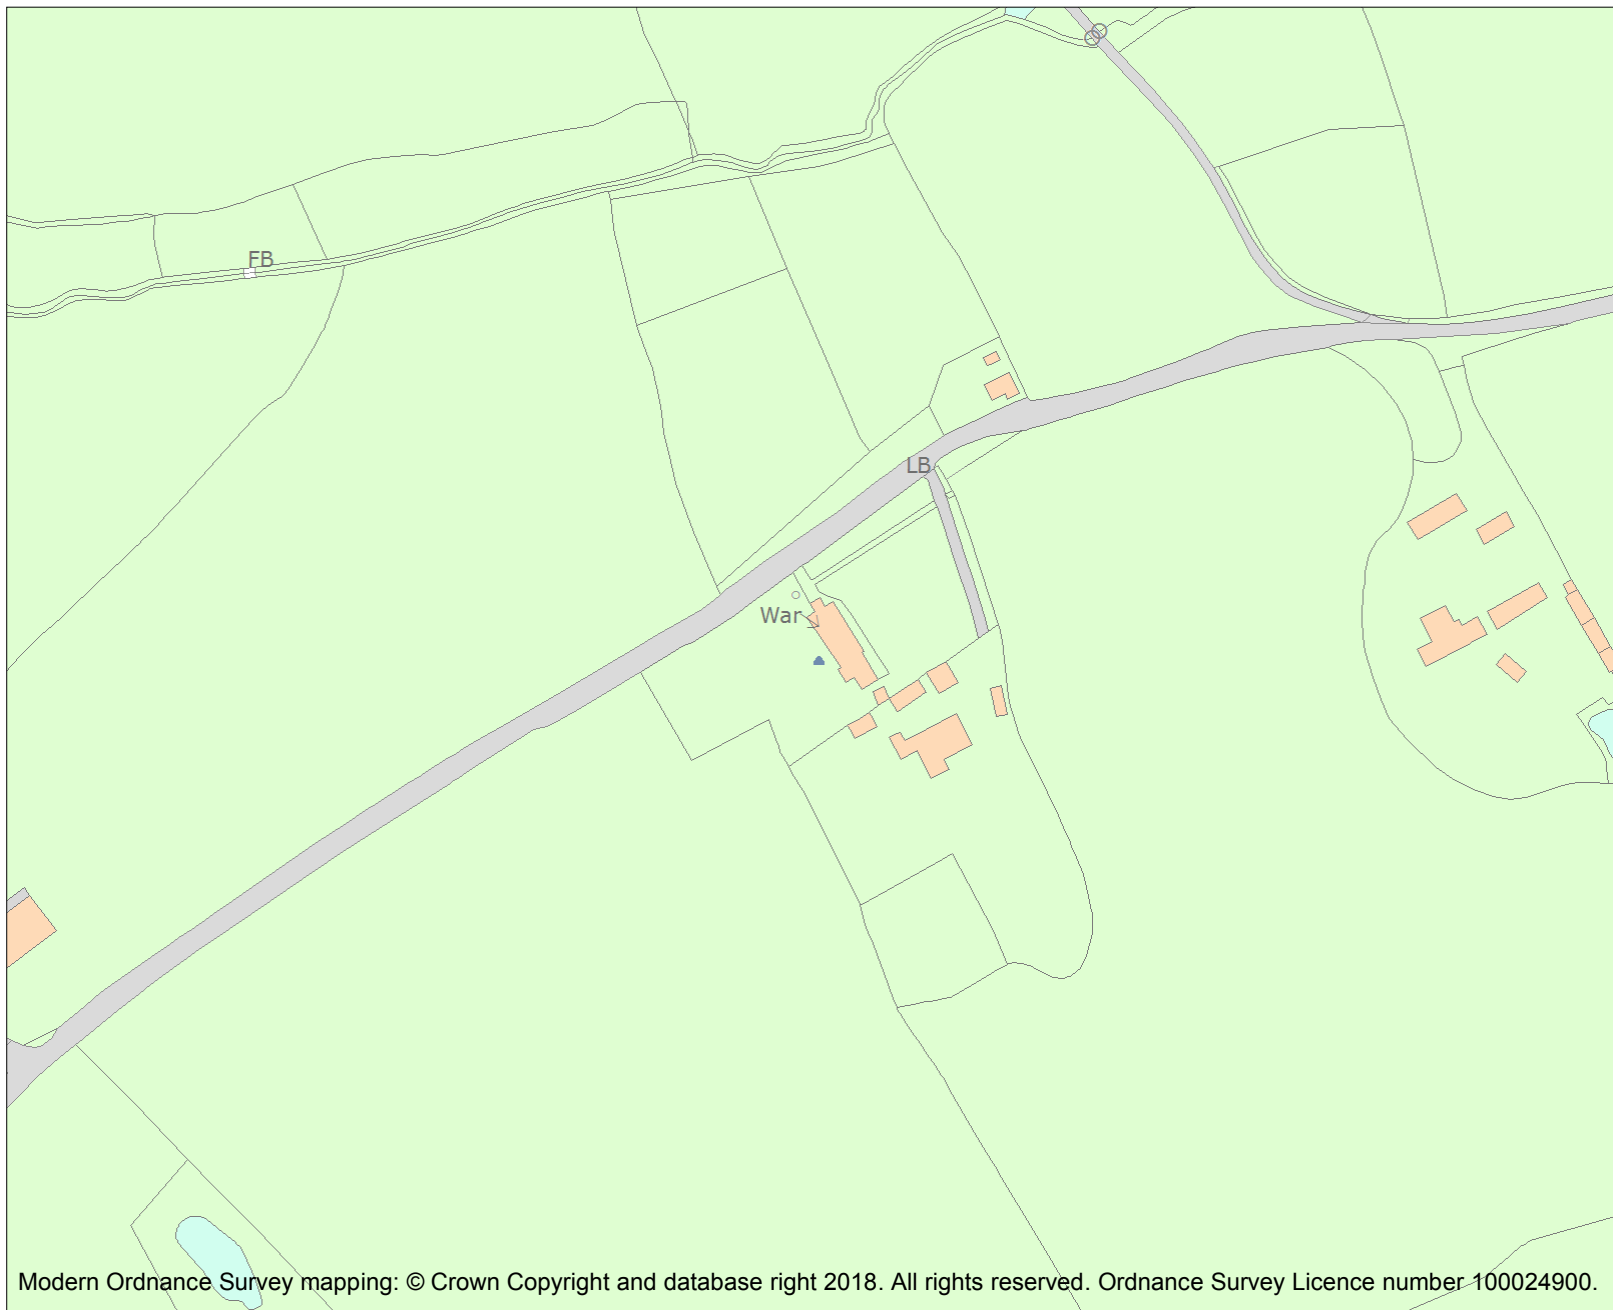 FB
LB
War
Modern Ordnance Survey mapping: © Crown Copyright and database right 2018. All rights reserved. Ordnance Survey Licence number 100024900.